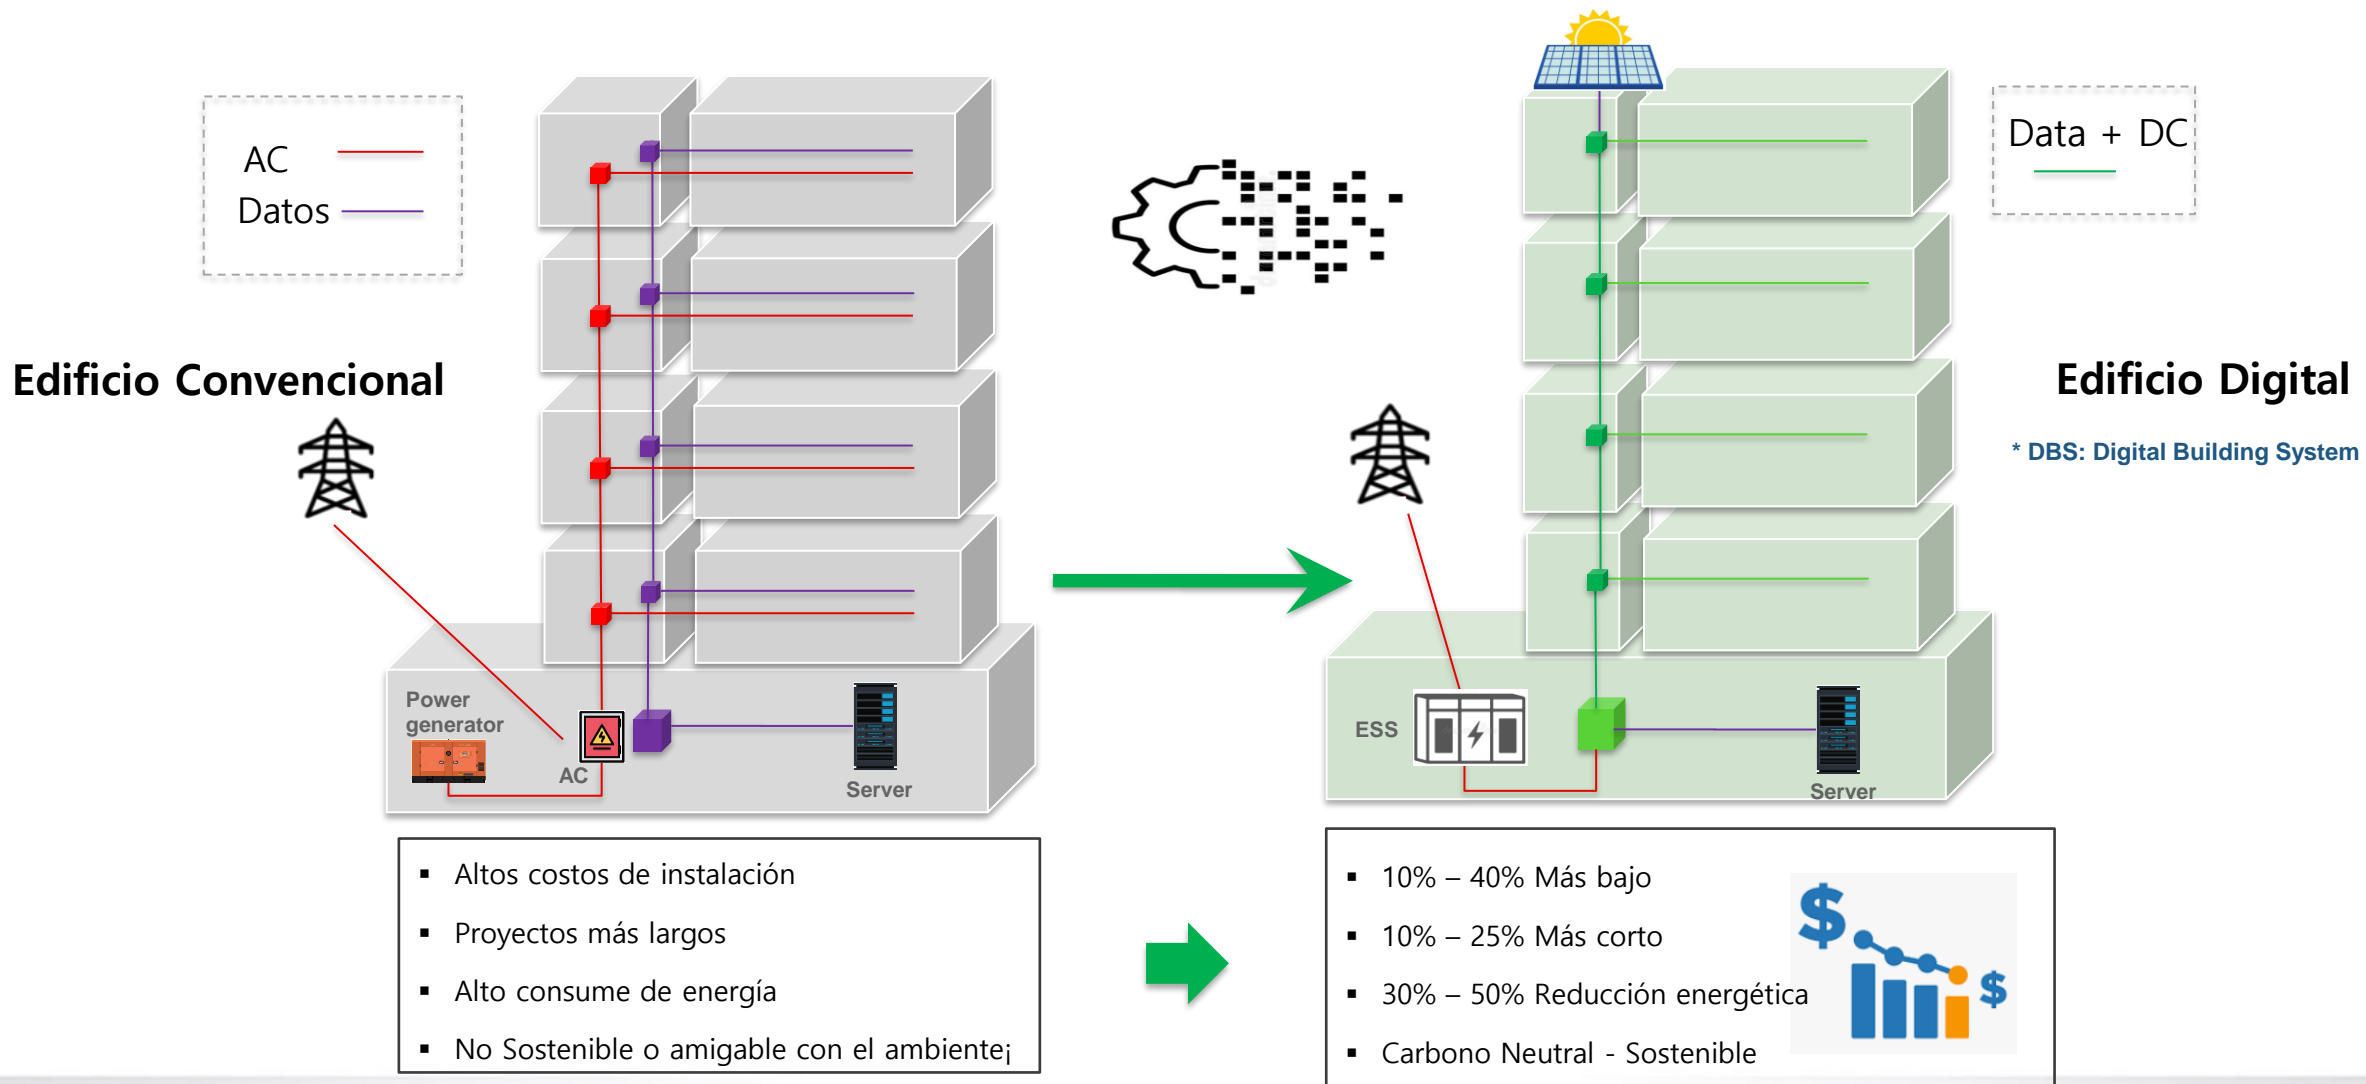 AC
Datos
Data + DC
Edificio Convencional
Edificio Digital
* DBS: Digital Building System
Power
generator
AC
Server
ESS
Server
▪ Altos costos de instalación
▪ Proyectos más largos
▪ Alto consume de energía
▪ No Sostenible o amigable con el ambiente¡
▪ 10% – 40% Más bajo
▪ 10% – 25% Más corto
▪ 30% – 50% Reducción energética
▪ Carbono Neutral - Sostenible
$
$